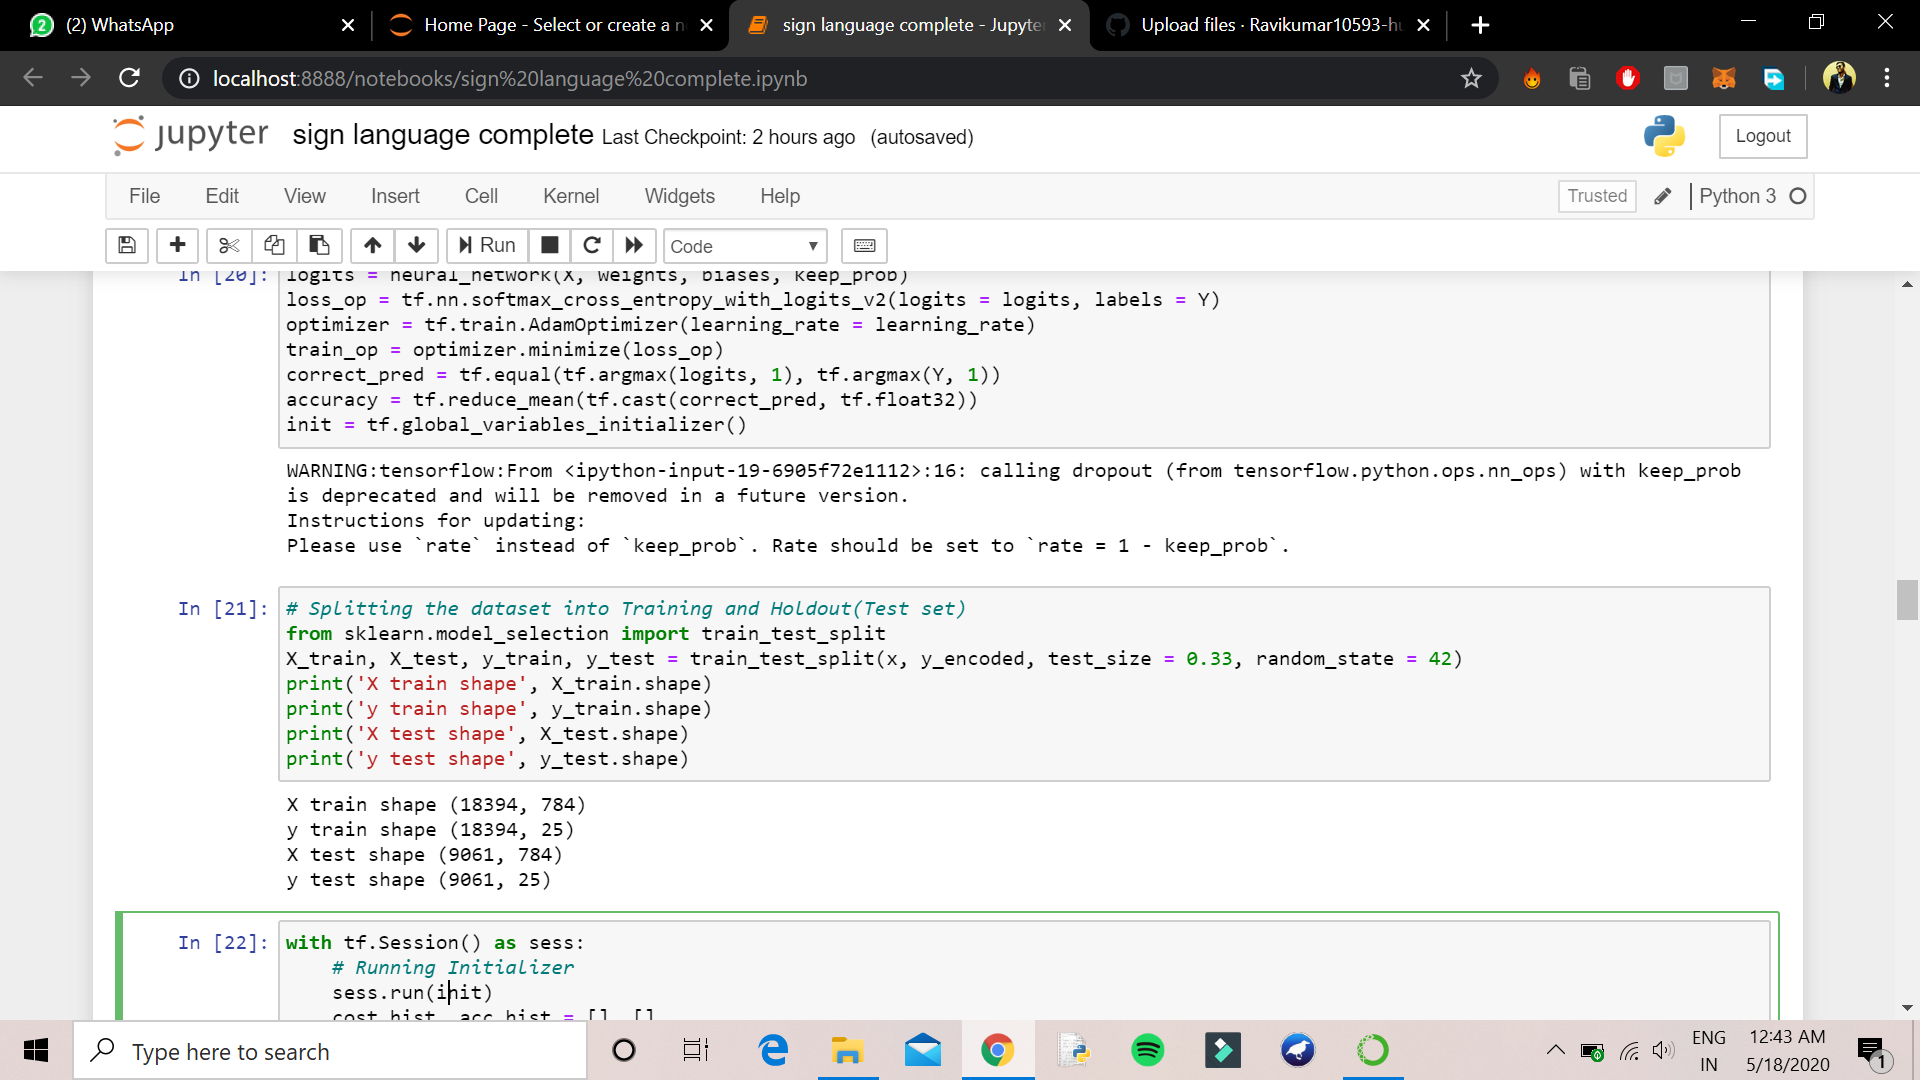 (2) WhatsApp
Home Page - Select or create a n
sign language complete - Jupyte
Upload files · Ravikumar10593-hu
localhost:8888/notebooks/sign%20language%20complete.ipynb
jupyter sign language complete Last Checkpoint: 2 hours ago (autosaved)
Logout
File Edit View Insert Cell Kernel Widgets Help
Trusted Python 3
Run Code
In [20]: logits = neural_network(X, weights, biases, keep_prob)
loss_op = tf.nn.softmax_cross_entropy_with_logits_v2(logits = logits, labels = Y)
optimizer = tf.train.AdamOptimizer(learning_rate = learning_rate)
train_op = optimizer.minimize(loss_op)
correct_pred = tf.equal(tf.argmax(logits, 1), tf.argmax(Y, 1))
accuracy = tf.reduce_mean(tf.cast(correct_pred, tf.float32))
init = tf.global_variables_initializer()
WARNING:tensorflow:From <ipython-input-19-6905f72e1112>:16: calling dropout (from tensorflow.python.ops.nn_ops) with keep_prob
is deprecated and will be removed in a future version.
Instructions for updating:
Please use `rate` instead of `keep_prob`. Rate should be set to `rate = 1 - keep_prob`.
In [21]: # Splitting the dataset into Training and Holdout(Test set)
from sklearn.model_selection import train_test_split
X_train, X_test, y_train, y_test = train_test_split(x, y_encoded, test_size = 0.33, random_state = 42)
print('X train shape', X_train.shape)
print('y train shape', y_train.shape)
print('X test shape', X_test.shape)
print('y test shape', y_test.shape)
X train shape (18394, 784)
y train shape (18394, 25)
X test shape (9061, 784)
y test shape (9061, 25)
In [22]: with tf.Session() as sess:
# Running Initializer
sess.run(init)
cost_hist, acc_hist = [], []
Type here to search
ENG
IN
12:43 AM
5/18/2020
1